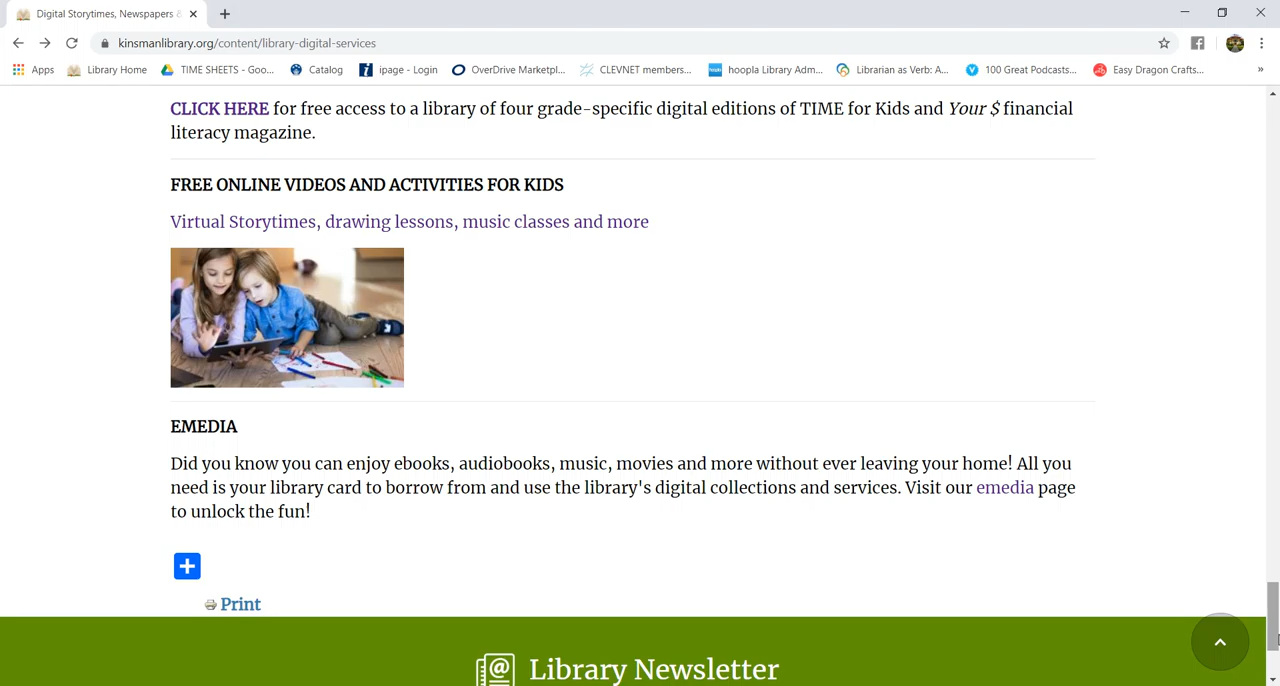 Digital Storytimes, Newspapers &
kinsmanlibrary.org/content/library-digital-services
Apps Library Home TIME SHEETS - Goo... Catalog ipage - Login OverDrive Marketpl... CLEVNET members... hoopla Library Adm... Librarian as Verb: A... 100 Great Podcasts... Easy Dragon Crafts... »
CLICK HERE for free access to a library of four grade-specific digital editions of TIME for Kids and Your $ financial
literacy magazine.
FREE ONLINE VIDEOS AND ACTIVITIES FOR KIDS
Virtual Storytimes, drawing lessons, music classes and more
EMEDIA
Did you know you can enjoy ebooks, audiobooks, music, movies and more without ever leaving your home! All you
need is your library card to borrow from and use the library's digital collections and services. Visit our emedia page
to unlock the fun!
Print
Library Newsletter